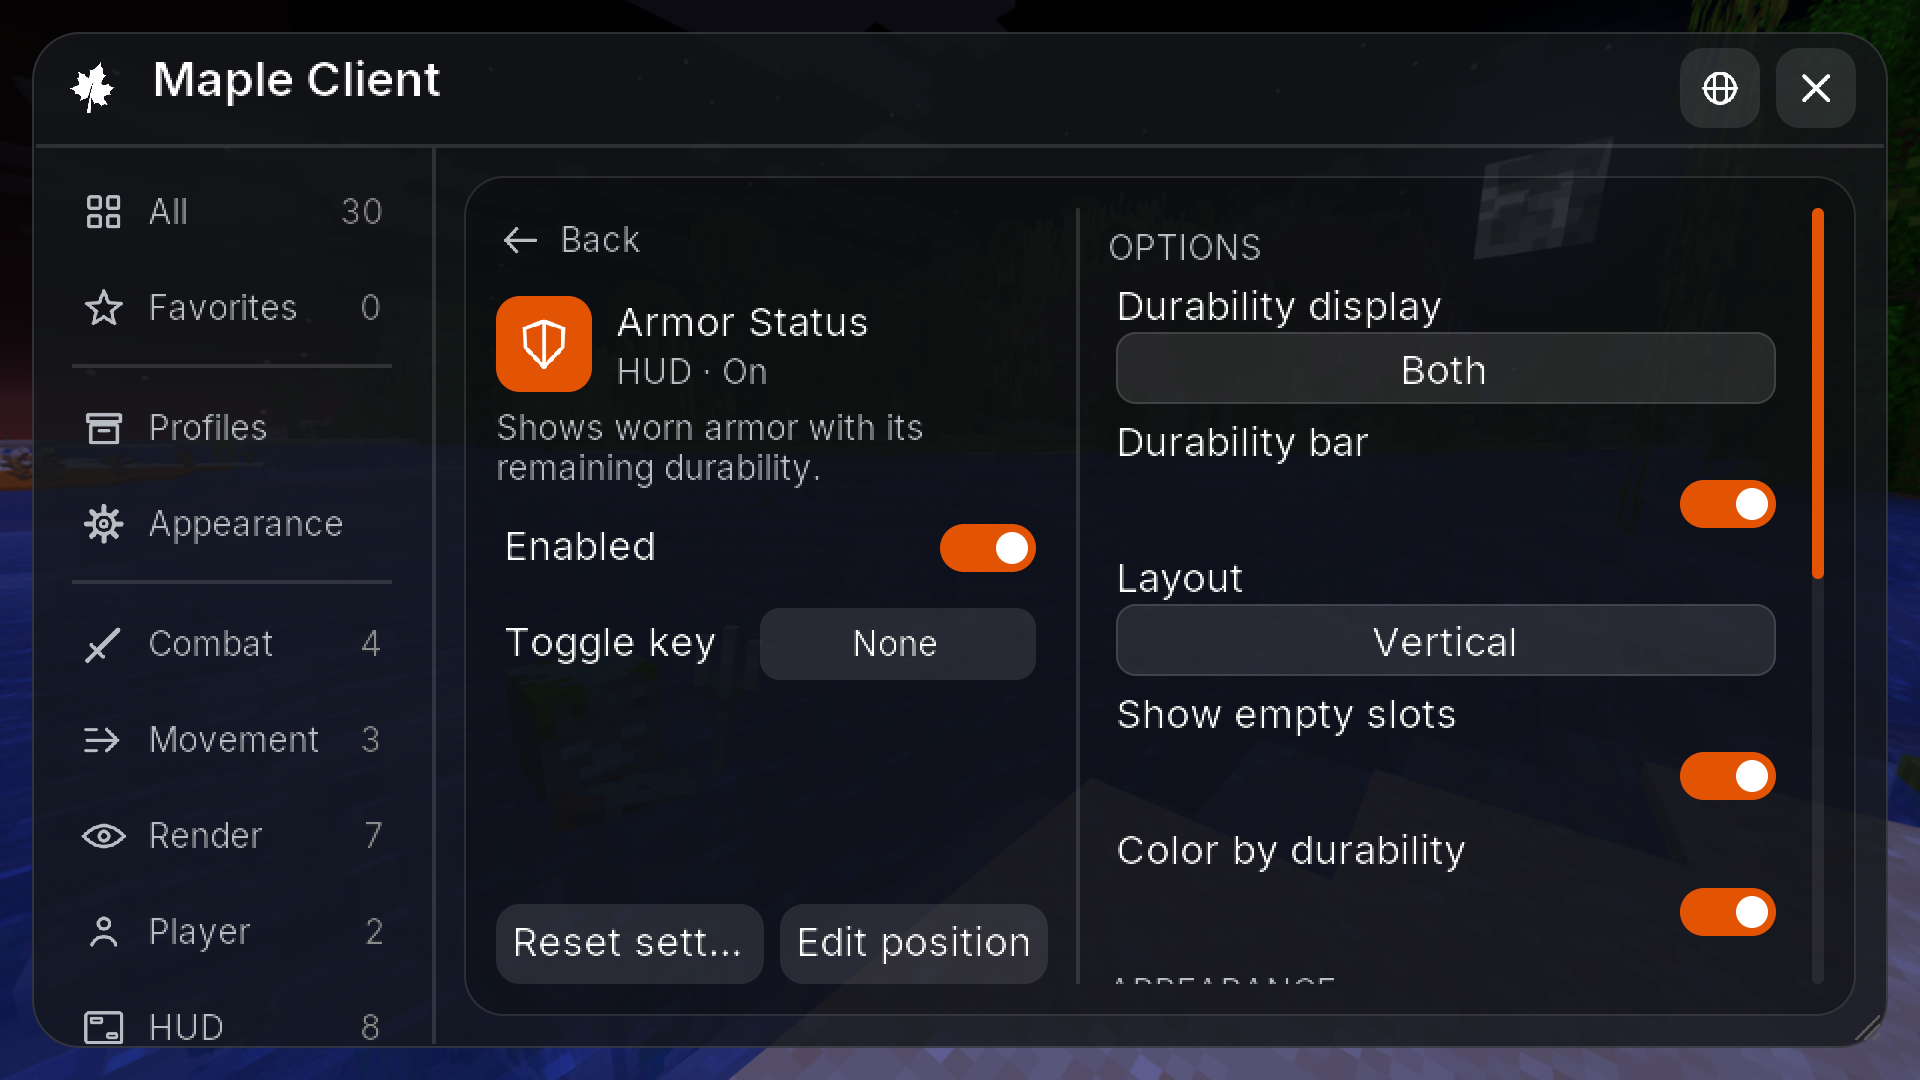 Maple Client
All 30
Favorites 0
Profiles
Appearance
Combat 4
Movement 3
Render 7
Player 2
HUD 8
Back
Armor Status
HUD · On
Shows worn armor with its
remaining durability.
Enabled
Toggle key None
Reset sett... Edit position
OPTIONS
Durability display
Both
Durability bar
Layout
Vertical
Show empty slots
Color by durability
APPEARANCE